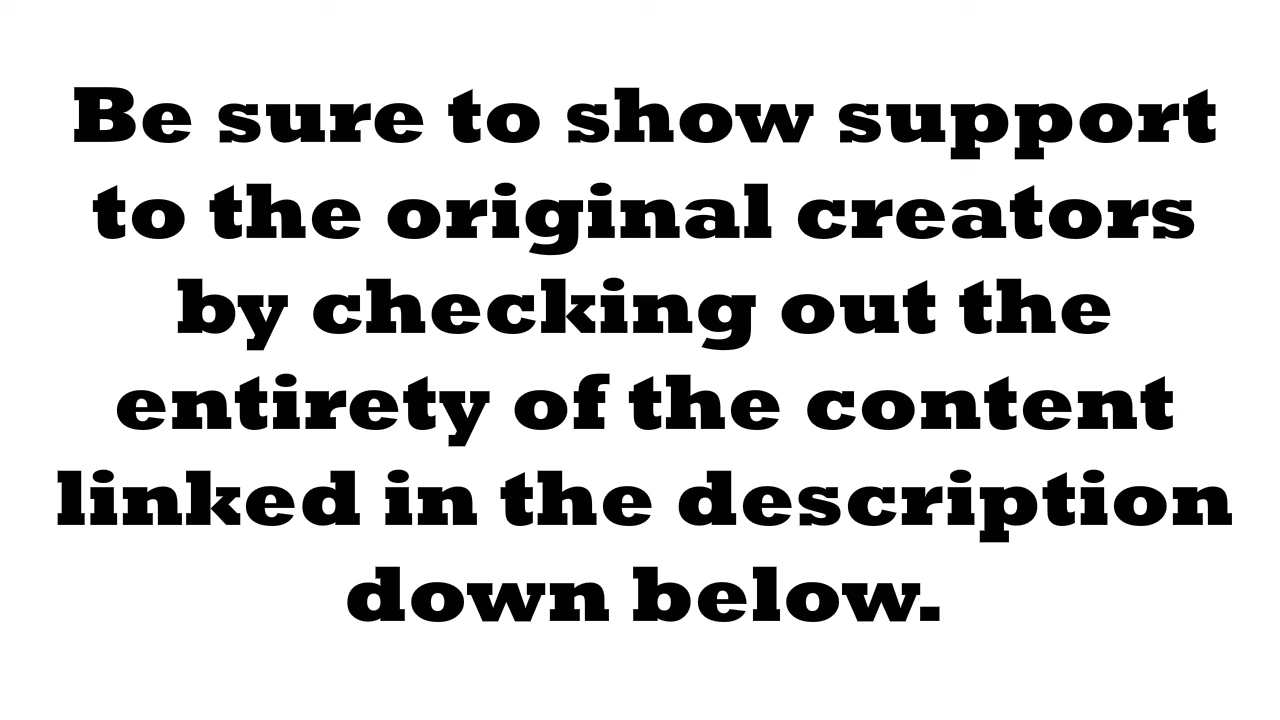 Be sure to show support
to the original creators
by checking out the
entirety of the content
linked in the description
down below.